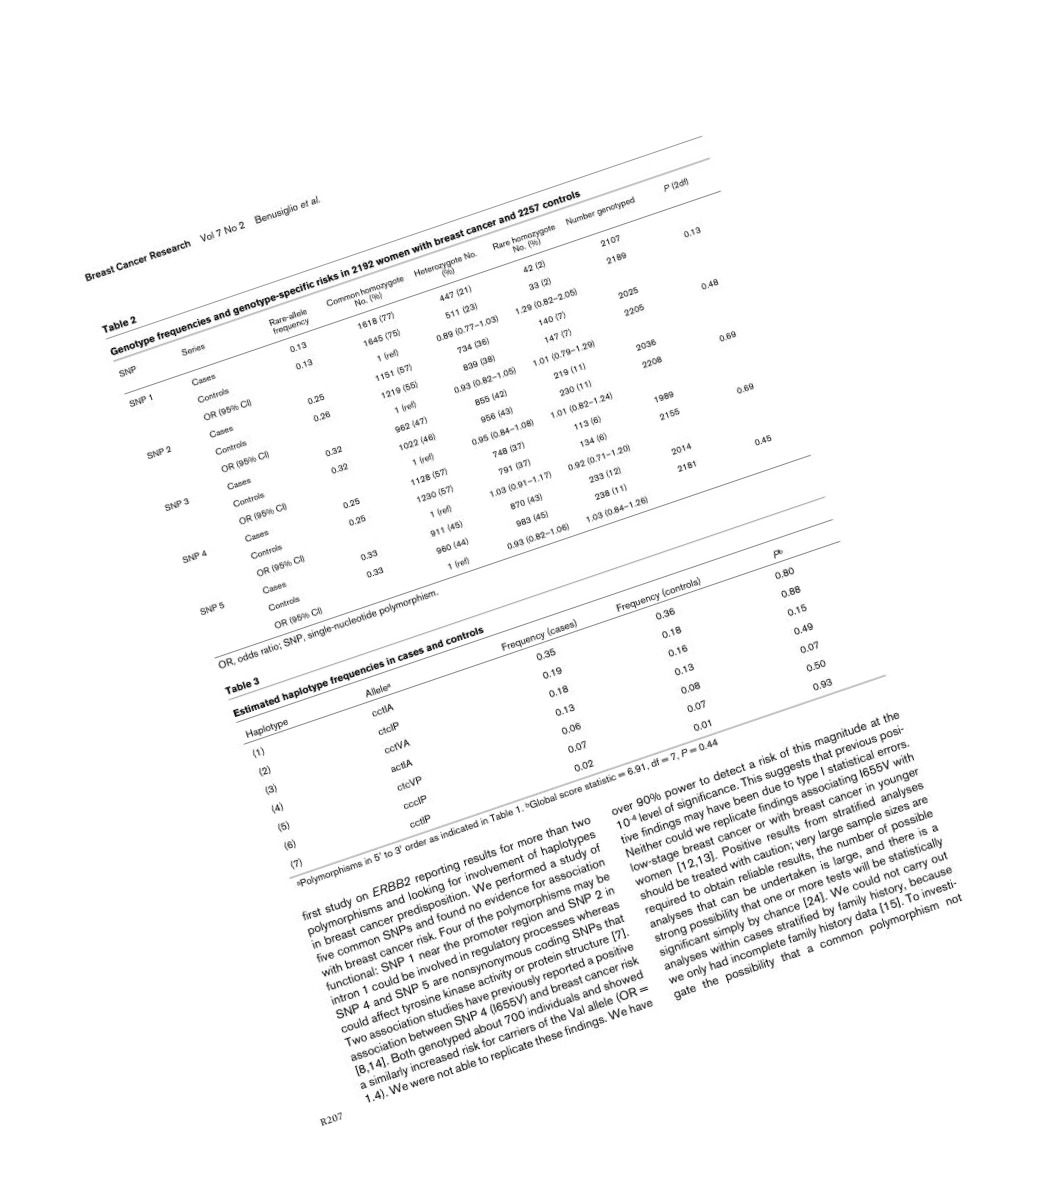 Breast Cancer Research Vol 7 No 2 Benusiglio et al.
Table 2
Genotype frequencies and genotype-specific risks in 2192 women with breast cancer and 2257 controls
SNP Series Rare-allele frequency Common homozygote No. (%) Heterozygote No. (%) Rare homozygote No. (%) Number genotyped P (2df)
SNP 1 Cases 0.13 1618 (77) 447 (21) 42 (2) 2107 0.13
Controls 0.13 1645 (75) 511 (23) 33 (2) 2189
OR (95% CI) 1 (ref) 0.89 (0.77–1.03) 1.29 (0.82–2.05)
SNP 2 Cases 0.25 1151 (57) 734 (36) 140 (7) 2025 0.48
Controls 0.26 1219 (55) 839 (38) 147 (7) 2205
OR (95% CI) 1 (ref) 0.93 (0.82–1.05) 1.01 (0.79–1.29)
SNP 3 Cases 0.32 962 (47) 855 (42) 219 (11) 2036 0.69
Controls 0.32 1022 (46) 956 (43) 230 (11) 2208
OR (95% CI) 1 (ref) 0.95 (0.84–1.08) 1.01 (0.82–1.24)
SNP 4 Cases 0.25 1128 (57) 748 (37) 113 (6) 1989 0.69
Controls 0.25 1230 (57) 791 (37) 134 (6) 2155
OR (95% CI) 1 (ref) 1.03 (0.91–1.17) 0.92 (0.71–1.20)
SNP 5 Cases 0.33 911 (45) 870 (43) 233 (12) 2014 0.45
Controls 0.33 960 (44) 983 (45) 238 (11) 2181
OR (95% CI) 1 (ref) 0.93 (0.82–1.06) 1.03 (0.84–1.26)
OR, odds ratio; SNP, single-nucleotide polymorphism.
Table 3
Estimated haplotype frequencies in cases and controls
Haplotype Alleleᵃ Frequency (cases) Frequency (controls) Pᵇ
(1) cctIA 0.35 0.36 0.80
(2) ctcIP 0.19 0.18 0.88
(3) cctVA 0.18 0.16 0.15
(4) actIA 0.13 0.13 0.49
(5) ctcVP 0.06 0.08 0.07
(6) cccIP 0.07 0.07 0.50
(7) cctIP 0.02 0.01 0.93
ᵃPolymorphisms in 5' to 3' order as indicated in Table 1. ᵇGlobal score statistic = 6.91, df = 7, P = 0.44
first study on ERBB2 reporting results for more than two
polymorphisms and looking for involvement of haplotypes
in breast cancer predisposition. We performed a study of
five common SNPs and found no evidence for association
with breast cancer risk. Four of the polymorphisms may be
functional: SNP 1 near the promoter region and SNP 2 in
intron 1 could be involved in regulatory processes whereas
SNP 4 and SNP 5 are nonsynonymous coding SNPs that
could affect tyrosine kinase activity or protein structure [7].
Two association studies have previously reported a positive
association between SNP 4 (I655V) and breast cancer risk
[8,14]. Both genotyped about 700 individuals and showed
a similarly increased risk for carriers of the Val allele (OR =
1.4). We were not able to replicate these findings. We have
over 90% power to detect a risk of this magnitude at the
10⁻⁴ level of significance. This suggests that previous posi-
tive findings may have been due to type I statistical errors.
Neither could we replicate findings associating I655V with
low-stage breast cancer or with breast cancer in younger
women [12,13]. Positive results from stratified analyses
should be treated with caution; very large sample sizes are
required to obtain reliable results, the number of possible
analyses that can be undertaken is large, and there is a
strong possibility that one or more tests will be statistically
significant simply by chance [24]. We could not carry out
analyses within cases stratified by family history, because
we only had incomplete family history data [15]. To investi-
gate the possibility that a common polymorphism not
R207